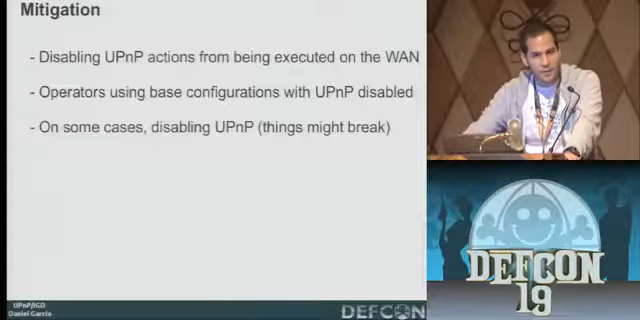 Mitigation
- Disabling UPnP actions from being executed on the WAN
- Operators using base configurations with UPnP disabled
- On some cases, disabling UPnP (things might break)
UPnP/IGD
Daniel Garcia
DEFCON
DEFCON
19